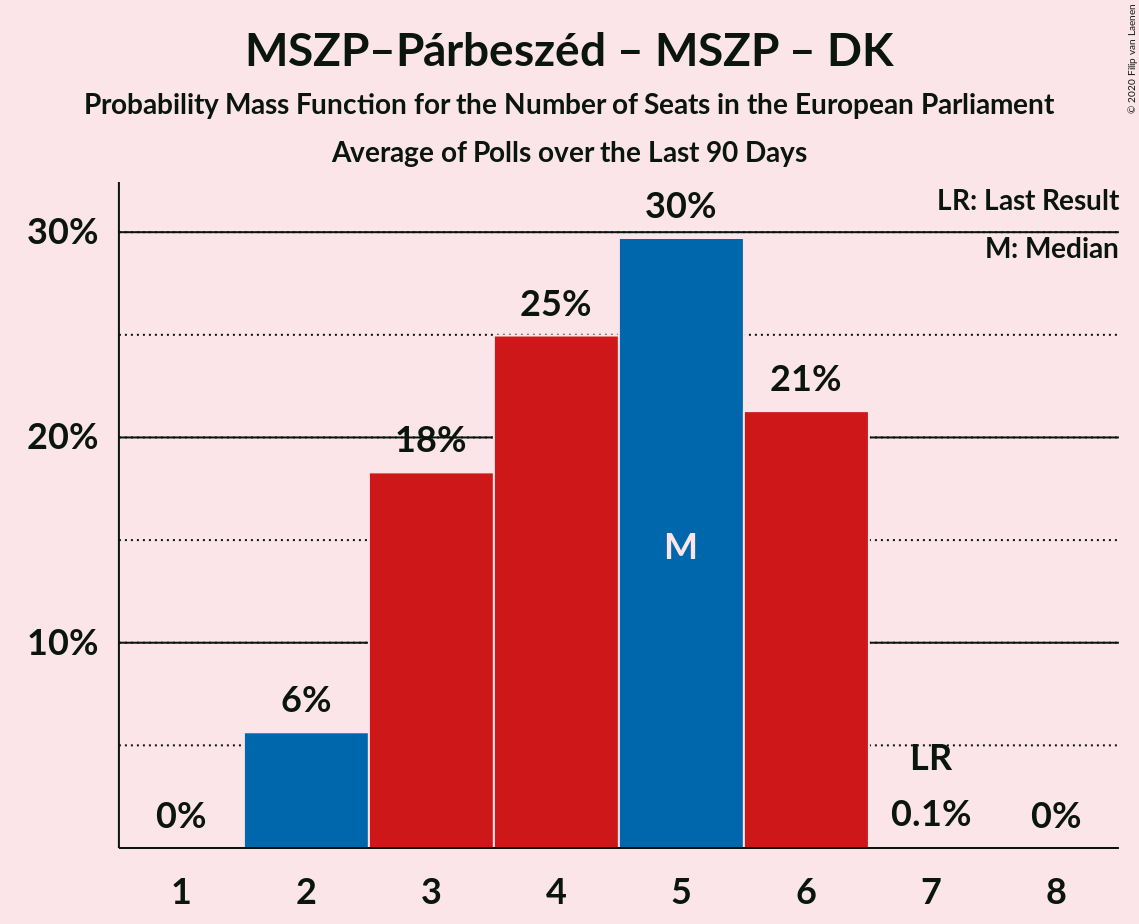 MSZP–Párbeszéd – MSZP – DK
Probability Mass Function for the Number of Seats in the European Parliament
Average of Polls over the Last 90 Days
© 2020 Filip van Laenen
LR: Last Result
M: Median
30%
20%
10%
0%
6%
18%
25%
30%
M
21%
LR
0.1%
0%
1 2 3 4 5 6 7 8